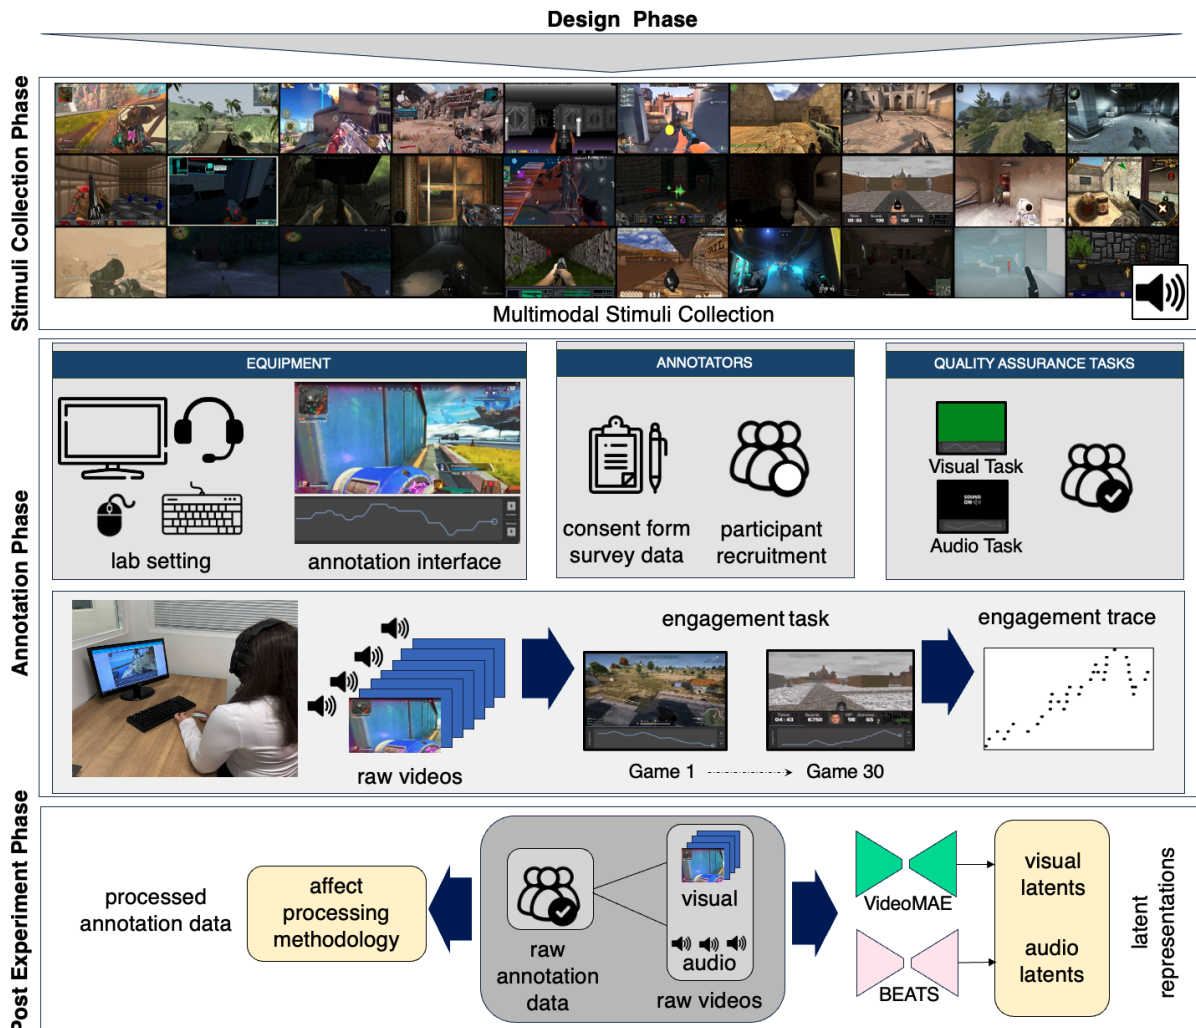 Design Phase
Stimuli Collection Phase
Multimodal Stimuli Collection
Annotation Phase
EQUIPMENT
lab setting
annotation interface
ANNOTATORS
consent form
survey data
participant
recruitment
QUALITY ASSURANCE TASKS
Visual Task
SOUND
ON
Audio Task
raw videos
engagement task
Game 1
Game 30
engagement trace
Post Experiment Phase
processed
annotation data
affect
processing
methodology
raw
annotation
data
visual
audio
raw videos
VideoMAE
BEATS
visual
latents
audio
latents
latent
representations